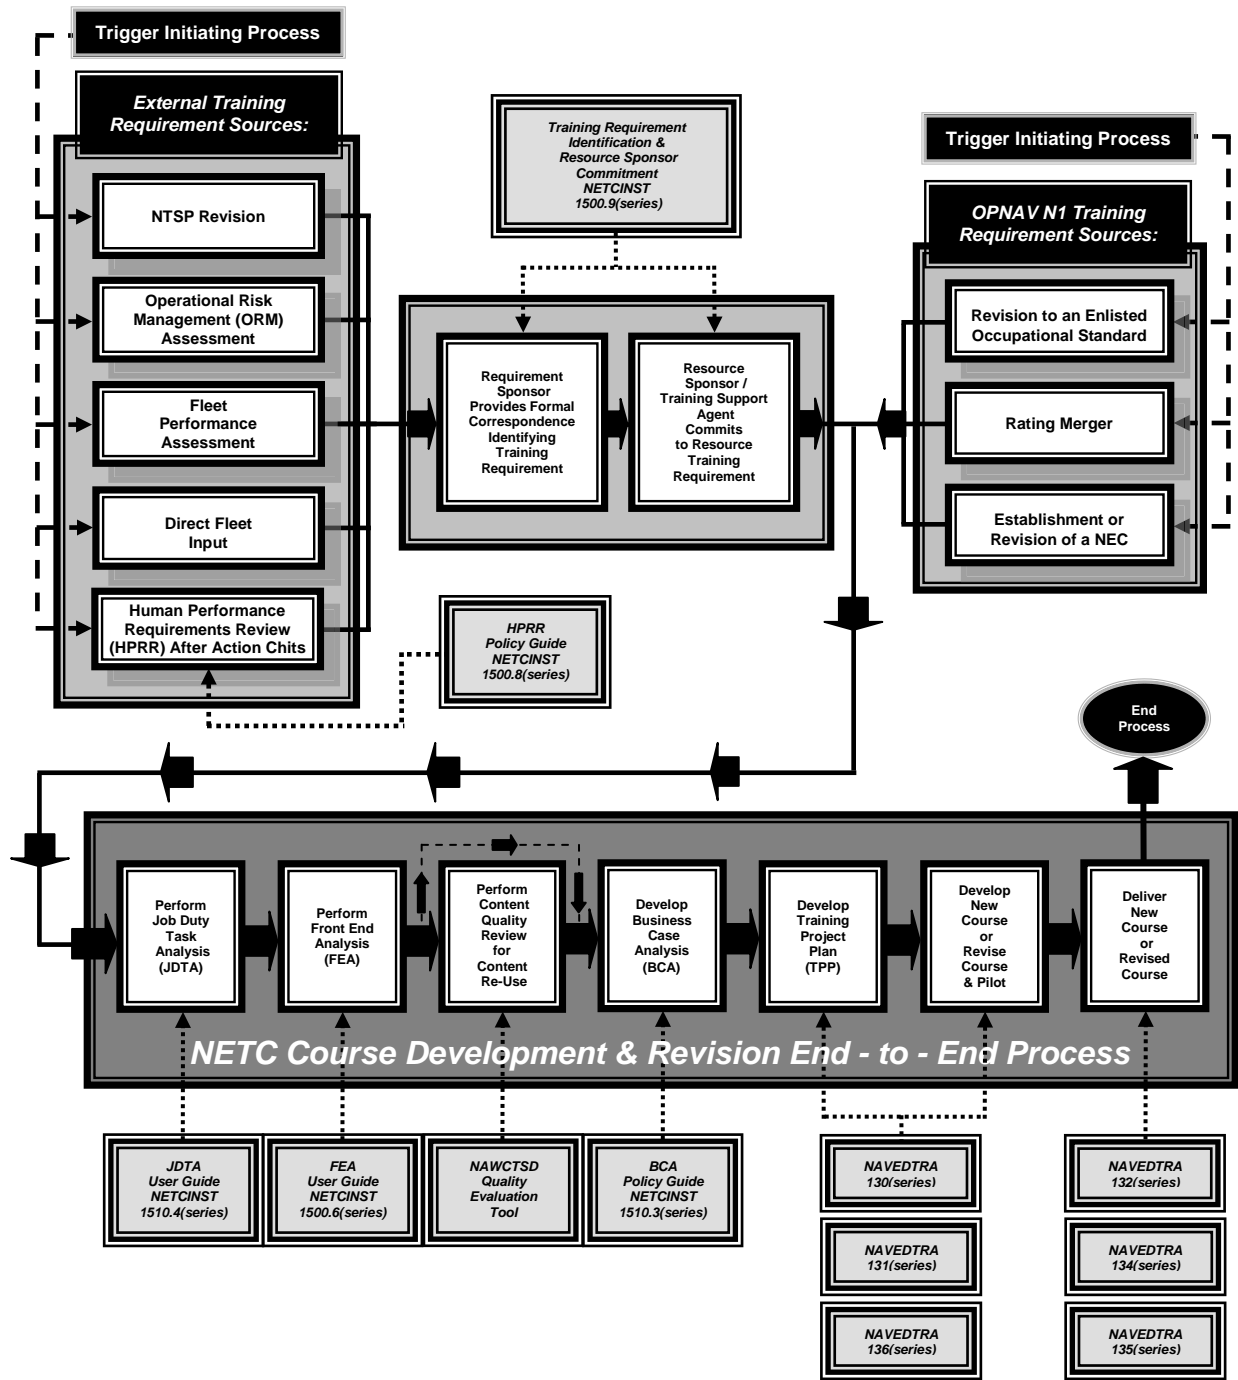 Trigger Initiating Process
External Training
Requirement Sources:
NTSP Revision
Operational Risk
Management (ORM)
Assessment
Fleet
Performance
Assessment
Direct Fleet
Input
Human Performance
Requirements Review
(HPRR) After Action Chits
Training Requirement
Identification &
Resource Sponsor
Commitment
NETCINST
1500.9(series)
Requirement
Sponsor
Provides Formal
Correspondence
Identifying
Training
Requirement
Resource
Sponsor /
Training Support
Agent
Commits
to Resource
Training
Requirement
HPRR
Policy Guide
NETCINST
1500.8(series)
Trigger Initiating Process
OPNAV N1 Training
Requirement Sources:
Revision to an Enlisted
Occupational Standard
Rating Merger
Establishment or
Revision of a NEC
End
Process
Perform
Job Duty
Task
Analysis
(JDTA)
Perform
Front End
Analysis
(FEA)
Perform
Content
Quality
Review
for
Content
Re-Use
Develop
Business
Case
Analysis
(BCA)
Develop
Training
Project
Plan
(TPP)
Develop
New
Course
or
Revise
Course
& Pilot
Deliver
New
Course
or
Revised
Course
NETC Course Development & Revision End - to - End Process
JDTA
User Guide
NETCINST
1510.4(series)
FEA
User Guide
NETCINST
1500.6(series)
NAWCTSD
Quality
Evaluation
Tool
BCA
Policy Guide
NETCINST
1510.3(series)
NAVEDTRA
130(series)
NAVEDTRA
131(series)
NAVEDTRA
136(series)
NAVEDTRA
132(series)
NAVEDTRA
134(series)
NAVEDTRA
135(series)